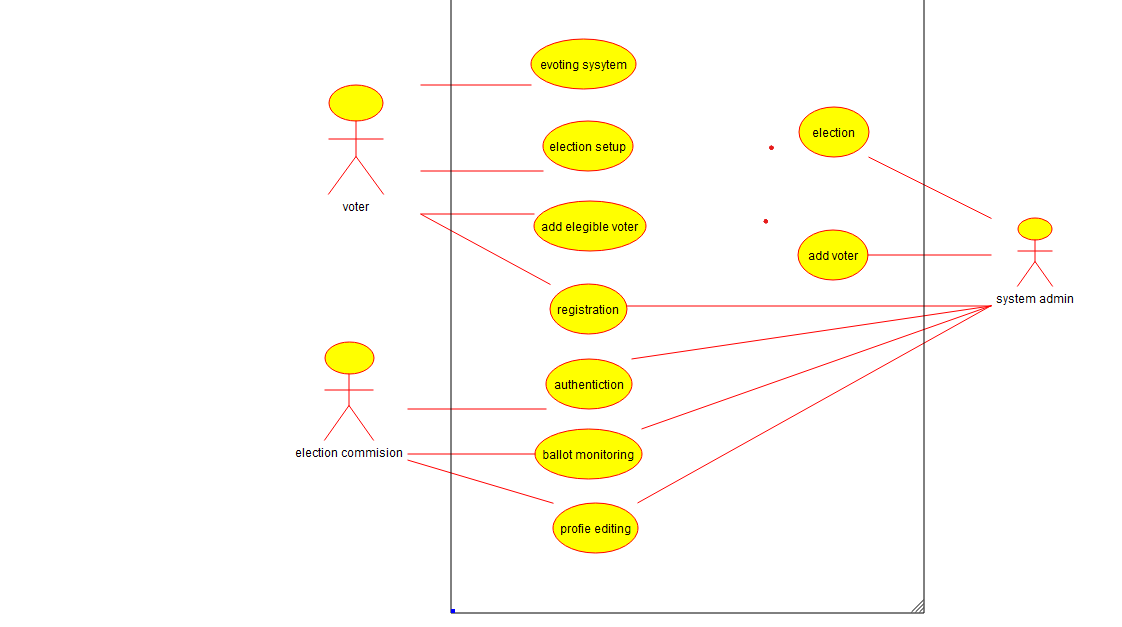 evoting sysytem
election
election setup
voter
add elegible voter
add voter
system admin
registration
authentiction
election commision
ballot monitoring
profie editing